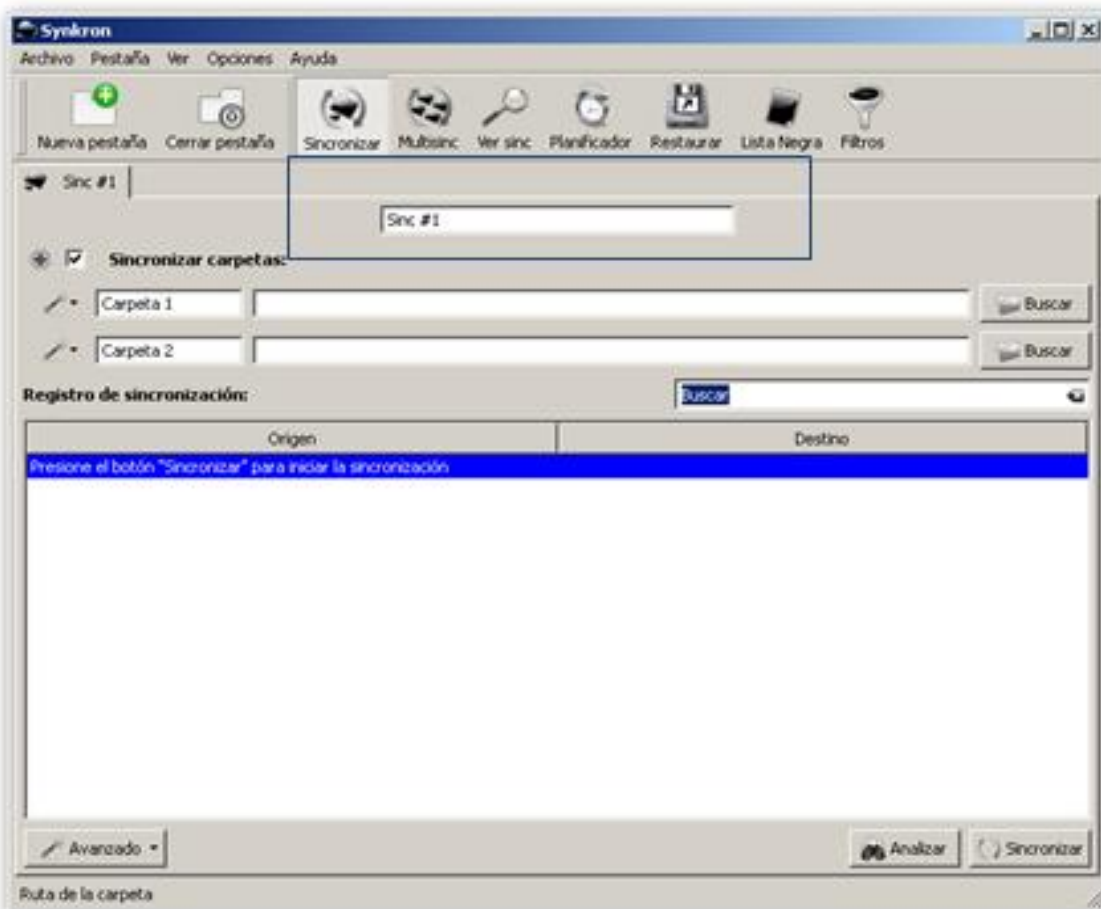 Synkron
Archivo Pestaña Ver Opciones Ayuda
Nueva pestaña Cerrar pestaña Sincronizar Multisinc Ver sinc Planificador Restaurar Lista Negra Filtros
Sinc #1
Sinc #1
Sincronizar carpetas:
Carpeta 1 Buscar
Carpeta 2 Buscar
Registro de sincronización: Buscar
Origen Destino
Presione el botón "Sincronizar" para iniciar la sincronización
Avanzado Analizar Sincronizar
Ruta de la carpeta